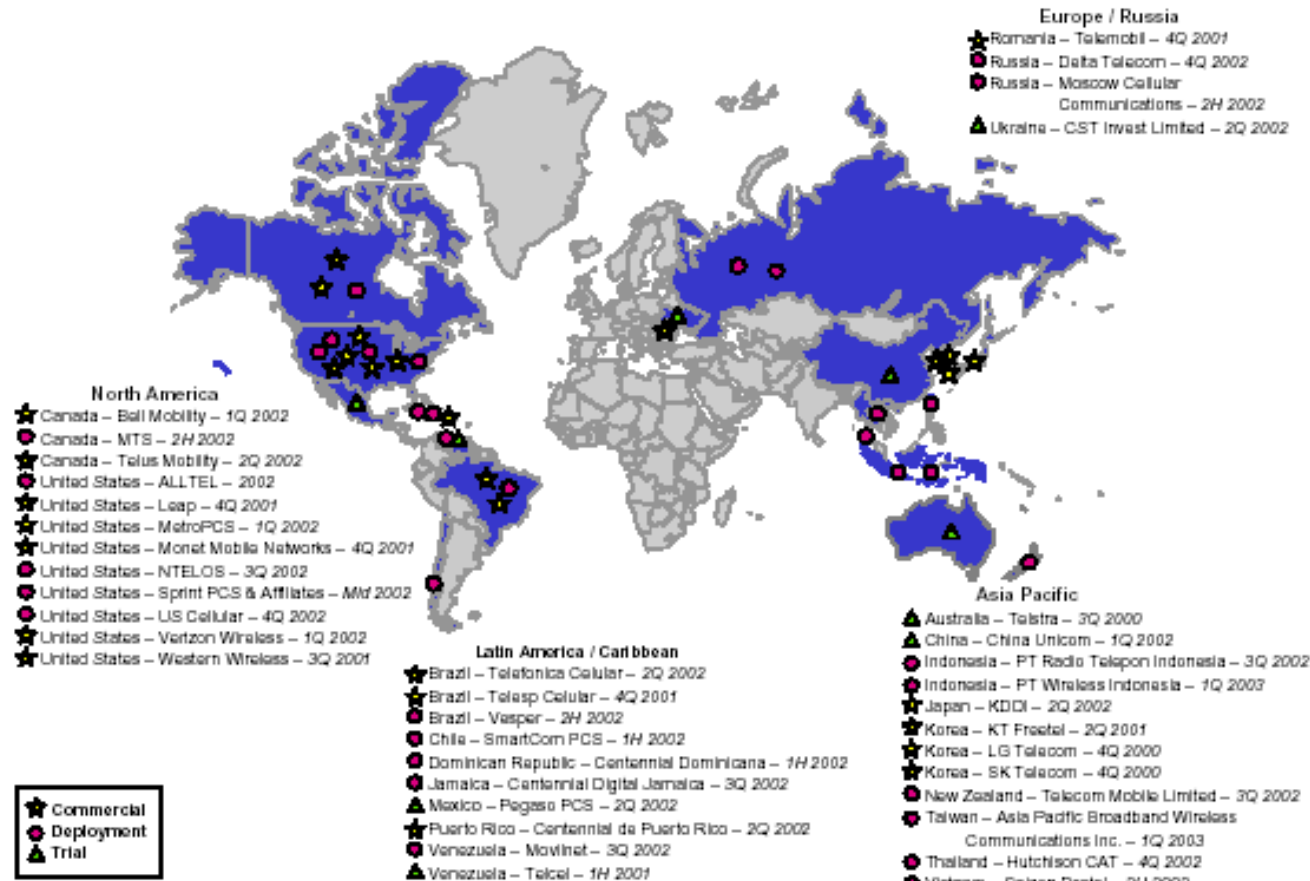 Europe / Russia
Romania – Telemobil – 4Q 2001
Russia – Delta Telecom – 4Q 2002
Russia – Moscow Cellular
Communications – 2H 2002
Ukraine – CST Invest Limited – 2Q 2002
North America
Canada – Bell Mobility – 1Q 2002
Canada – MTS – 2H 2002
Canada – Telus Mobility – 2Q 2002
United States – ALLTEL – 2002
United States – Leap – 4Q 2001
United States – MetroPCS – 1Q 2002
United States – Monet Mobile Networks – 4Q 2001
United States – NTELOS – 3Q 2002
United States – Sprint PCS & Affiliates – Mid 2002
United States – US Cellular – 4Q 2002
United States – Verizon Wireless – 1Q 2002
United States – Western Wireless – 3Q 2001
Latin America / Caribbean
Brazil – Telefonica Celular – 2Q 2002
Brazil – Telesp Celular – 4Q 2001
Brazil – Vesper – 2H 2002
Chile – SmartCom PCS – 1H 2002
Dominican Republic – Centennial Dominicana – 1H 2002
Jamaica – Centennial Digital Jamaica – 3Q 2002
Mexico – Pegaso PCS – 2Q 2002
Puerto Rico – Centennial de Puerto Rico – 2Q 2002
Venezuela – Movilnet – 3Q 2002
Venezuela – Telcel – 1H 2001
Asia Pacific
Australia – Telstra – 3Q 2000
China – China Unicom – 1Q 2002
Indonesia – PT Radio Telepon Indonesia – 3Q 2002
Indonesia – PT Wireless Indonesia – 1Q 2003
Japan – KDDI – 2Q 2002
Korea – KT Freetel – 2Q 2001
Korea – LG Telecom – 4Q 2000
Korea – SK Telecom – 4Q 2000
New Zealand – Telecom Mobile Limited – 3Q 2002
Taiwan – Asia Pacific Broadband Wireless
Communications Inc. – 1Q 2003
Thailand – Hutchison CAT – 4Q 2002
Commercial
Deployment
Trial